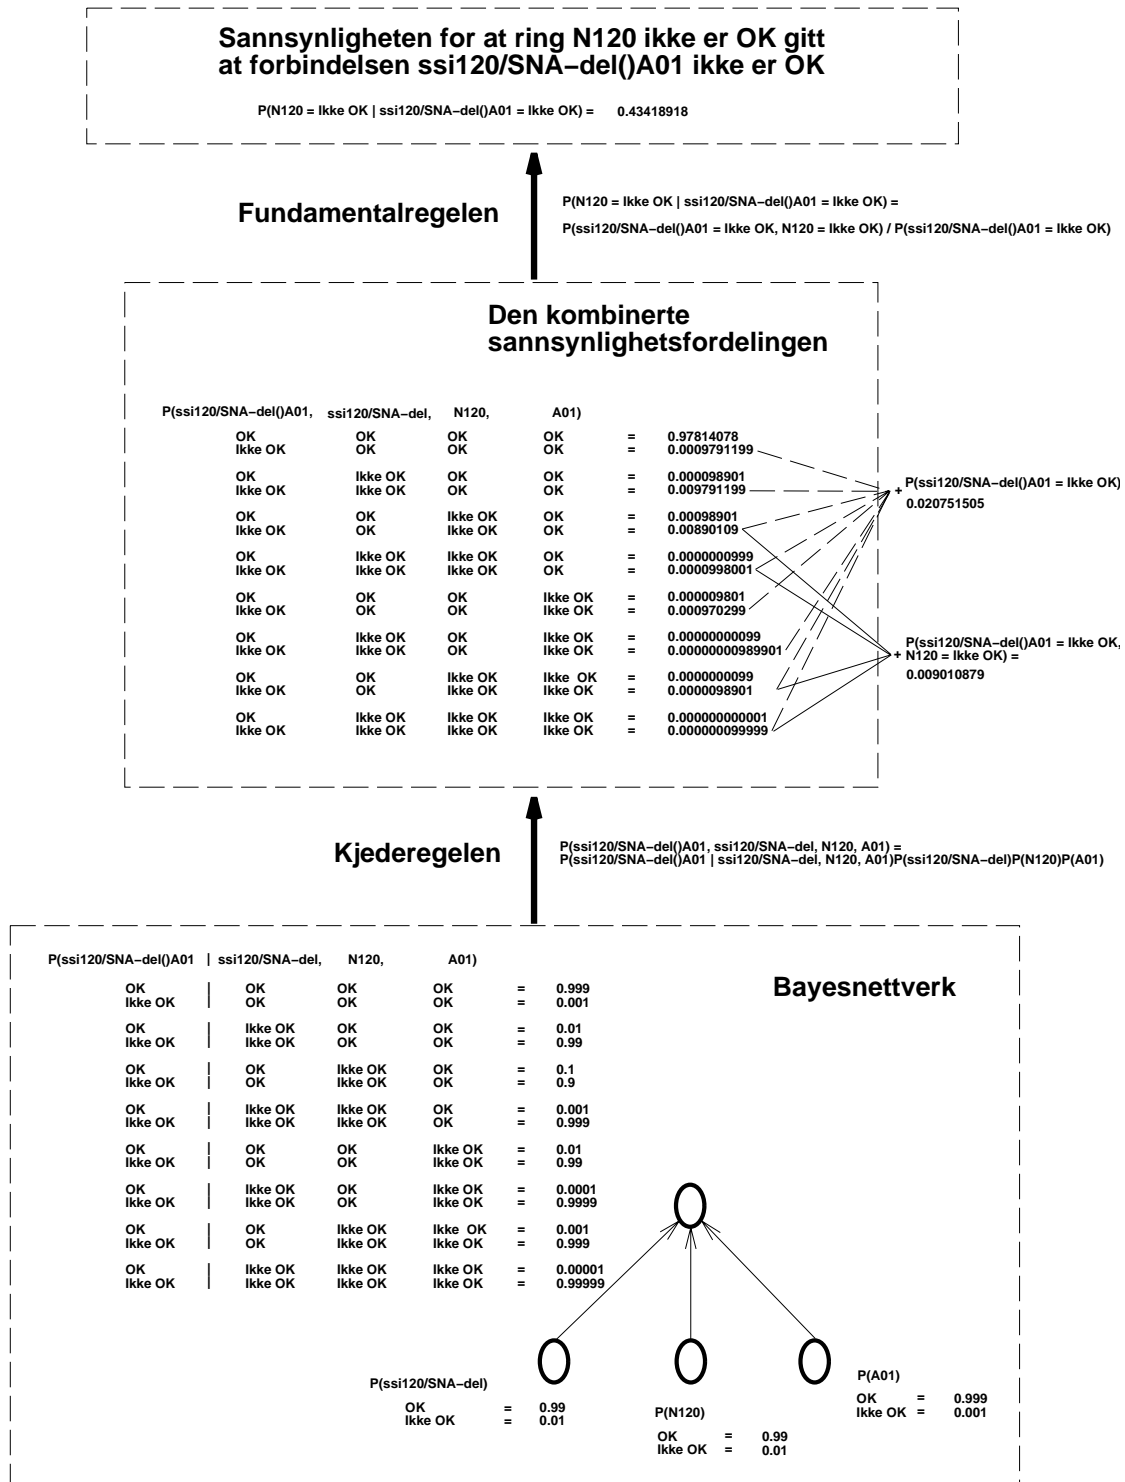 Sannsynligheten for at ring N120 ikke er OK gitt
at forbindelsen ssi120/SNA–del()A01 ikke er OK
P(N120 = Ikke OK | ssi120/SNA–del()A01 = Ikke OK) = 0.43418918
Fundamentalregelen
P(N120 = Ikke OK | ssi120/SNA–del()A01 = Ikke OK) =
P(ssi120/SNA–del()A01 = Ikke OK, N120 = Ikke OK) / P(ssi120/SNA–del()A01 = Ikke OK)
Den kombinerte
sannsynlighetsfordelingen
P(ssi120/SNA–del()A01, ssi120/SNA–del, N120, A01)
OK OK OK OK = 0.97814078
Ikke OK OK OK OK = 0.0009791199
OK Ikke OK OK OK = 0.000098901
Ikke OK Ikke OK OK OK = 0.009791199
+ P(ssi120/SNA–del()A01 = Ikke OK)
0.020751505
OK OK Ikke OK OK = 0.00098901
Ikke OK OK Ikke OK OK = 0.00890109
OK Ikke OK Ikke OK OK = 0.0000000999
Ikke OK Ikke OK Ikke OK OK = 0.0000998001
OK OK OK Ikke OK = 0.000009801
Ikke OK OK OK Ikke OK = 0.000970299
OK Ikke OK OK Ikke OK = 0.00000000099
Ikke OK Ikke OK OK Ikke OK = 0.00000000989901
+ P(ssi120/SNA–del()A01 = Ikke OK,
N120 = Ikke OK) =
0.009010879
OK OK Ikke OK Ikke OK = 0.0000000099
Ikke OK OK Ikke OK Ikke OK = 0.0000098901
OK Ikke OK Ikke OK Ikke OK = 0.000000000001
Ikke OK Ikke OK Ikke OK Ikke OK = 0.000000099999
Kjederegelen
P(ssi120/SNA–del()A01, ssi120/SNA–del, N120, A01) =
P(ssi120/SNA–del()A01 | ssi120/SNA–del, N120, A01)P(ssi120/SNA–del)P(N120)P(A01)
P(ssi120/SNA–del()A01 | ssi120/SNA–del, N120, A01)
Bayesnettverk
OK | OK OK OK = 0.999
Ikke OK | OK OK OK = 0.001
OK | Ikke OK OK OK = 0.01
Ikke OK | Ikke OK OK OK = 0.99
OK | OK Ikke OK OK = 0.1
Ikke OK | OK Ikke OK OK = 0.9
OK | Ikke OK Ikke OK OK = 0.001
Ikke OK | Ikke OK Ikke OK OK = 0.999
OK | OK OK Ikke OK = 0.01
Ikke OK | OK OK Ikke OK = 0.99
OK | Ikke OK OK Ikke OK = 0.0001
Ikke OK | Ikke OK OK Ikke OK = 0.9999
OK | OK Ikke OK Ikke OK = 0.001
Ikke OK | OK Ikke OK Ikke OK = 0.999
OK | Ikke OK Ikke OK Ikke OK = 0.00001
Ikke OK | Ikke OK Ikke OK Ikke OK = 0.99999
P(ssi120/SNA–del)
OK = 0.99
Ikke OK = 0.01
P(N120)
OK = 0.99
Ikke OK = 0.01
P(A01)
OK = 0.999
Ikke OK = 0.001